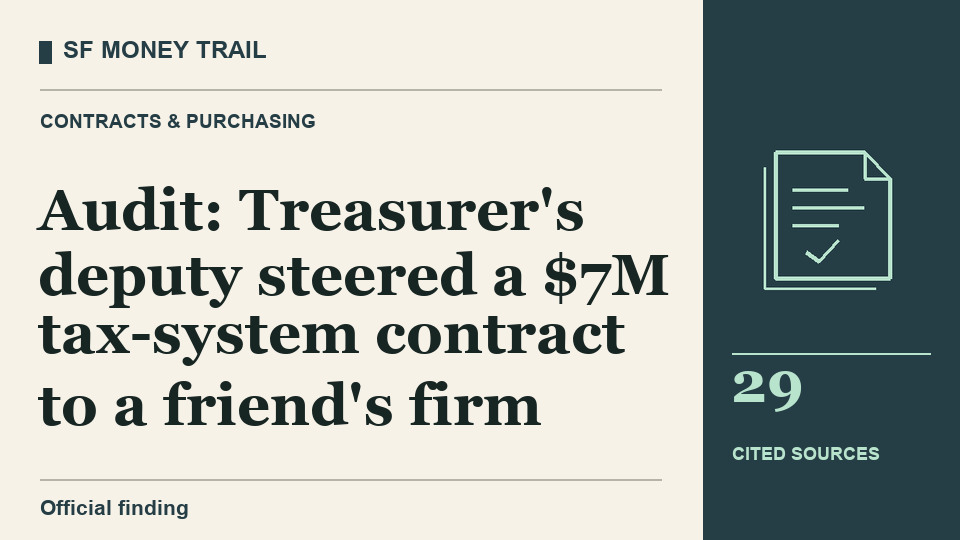 SF MONEY TRAIL
CONTRACTS & PURCHASING
Audit: Treasurer's
deputy steered a $7M
tax-system contract
to a friend's firm
Official finding
29
CITED SOURCES